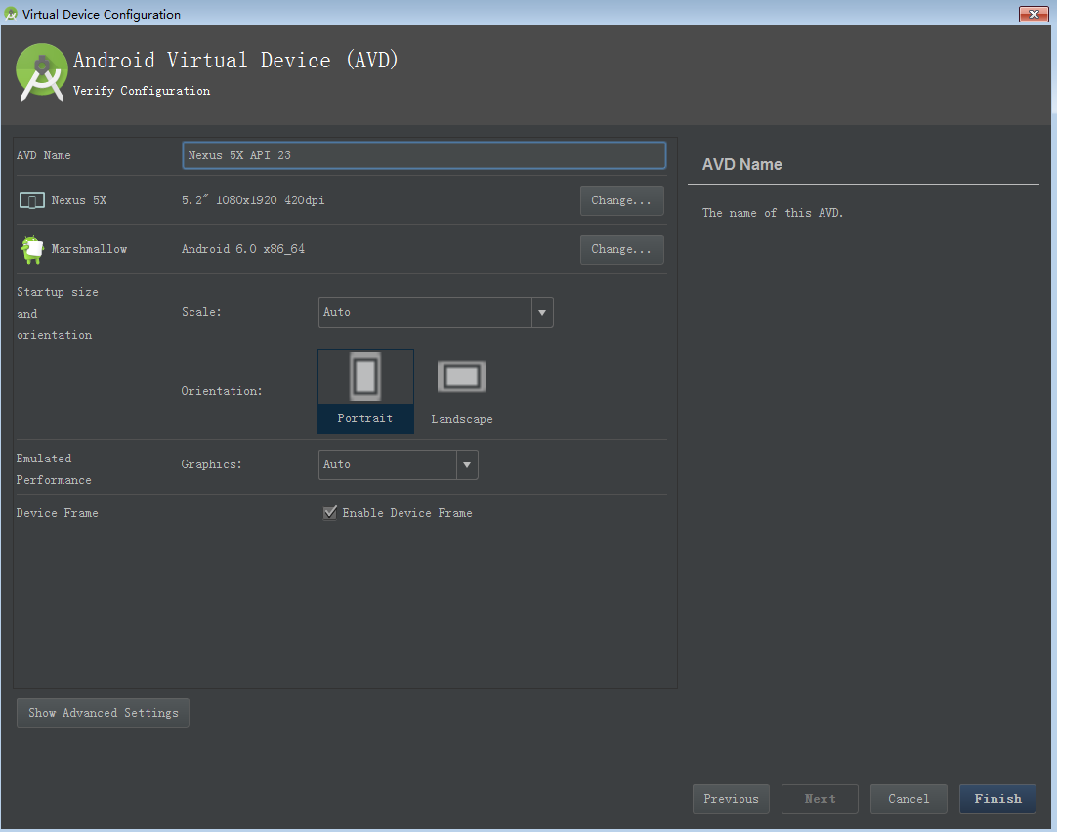 Virtual Device Configuration
Android Virtual Device (AVD)
Verify Configuration
AVD Name
Nexus 5X API 23
Nexus 5X
5.2″ 1080x1920 420dpi
Change...
Marshmallow
Android 6.0 x86_64
Change...
Startup size
and
orientation
Scale:
Auto
Orientation:
Portrait
Landscape
Emulated
Performance
Graphics:
Auto
Device Frame
Enable Device Frame
AVD Name
The name of this AVD.
Show Advanced Settings
Previous
Next
Cancel
Finish